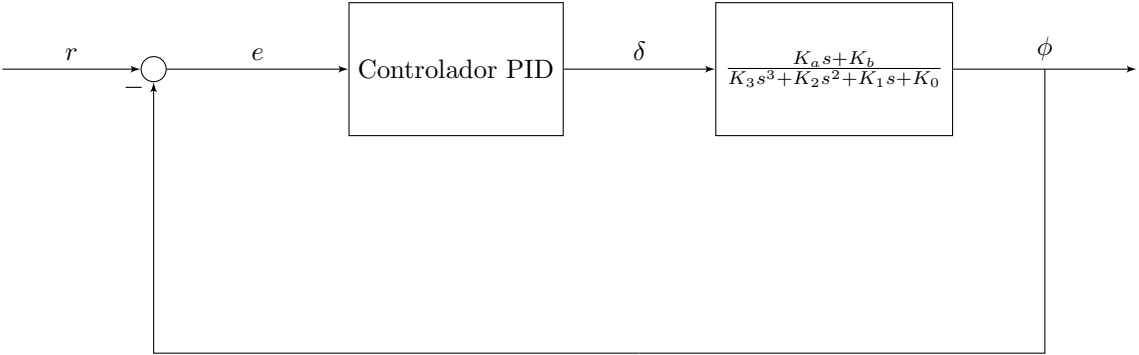 r
e
Controlador PID
δ
K_a s+K_b
K_3 s^3+K_2 s^2+K_1 s+K_0
ϕ
−